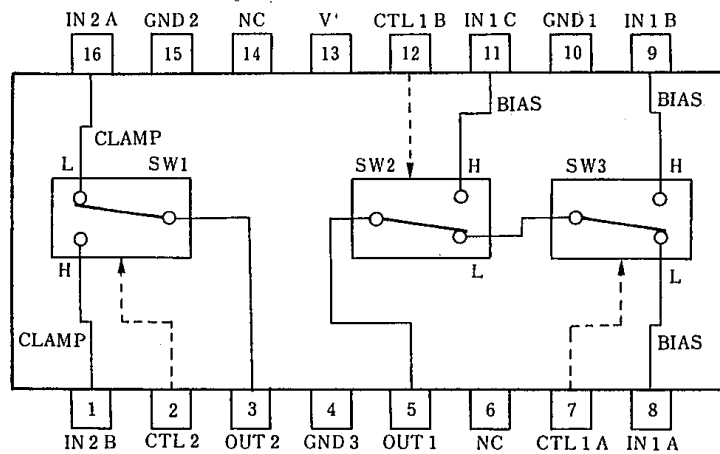 IN 2 A GND 2 NC V+ CTL 1 B IN 1 C GND 1 IN 1 B
16 15 14 13 12 11 10 9
CLAMP BIAS BIAS
L SW1 SW2 H SW3 H
H L L
CLAMP BIAS
1 2 3 4 5 6 7 8
IN 2 B CTL 2 OUT 2 GND 3 OUT 1 NC CTL 1 A IN 1 A